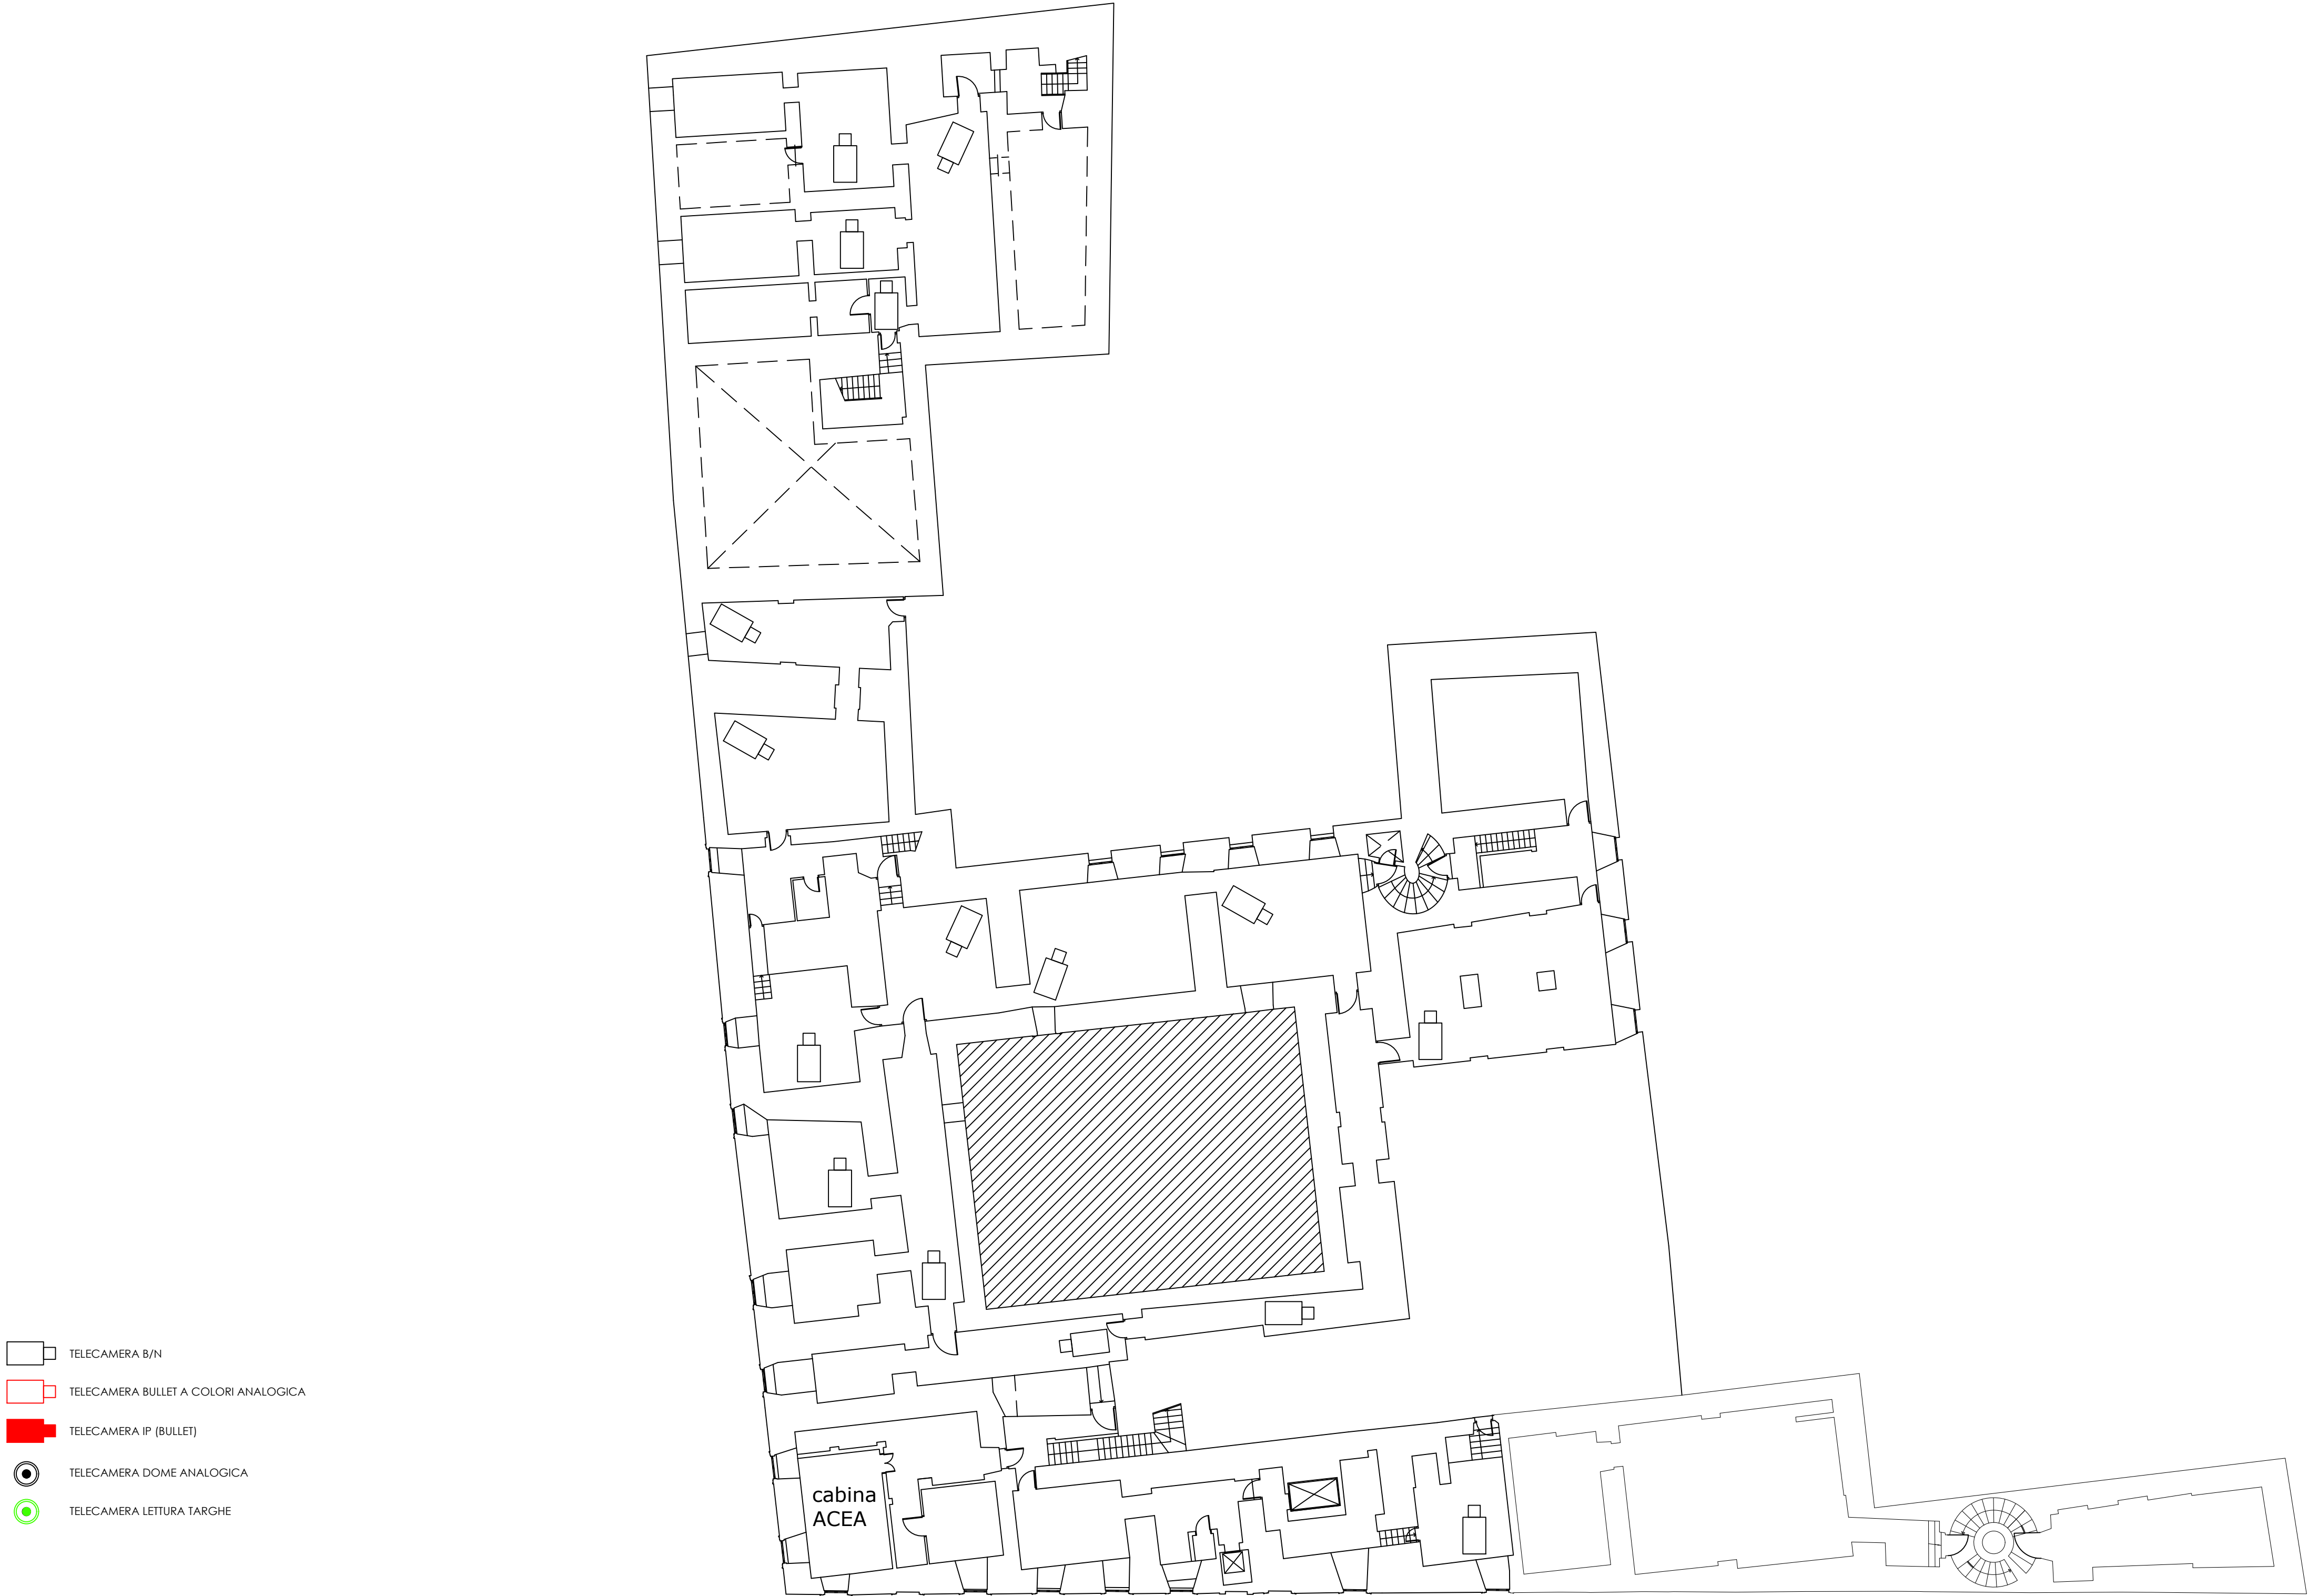 TELECAMERA B/N
TELECAMERA BULLET A COLORI ANALOGICA
TELECAMERA IP (BULLET)
TELECAMERA DOME ANALOGICA
TELECAMERA LETTURA TARGHE
cabina
ACEA